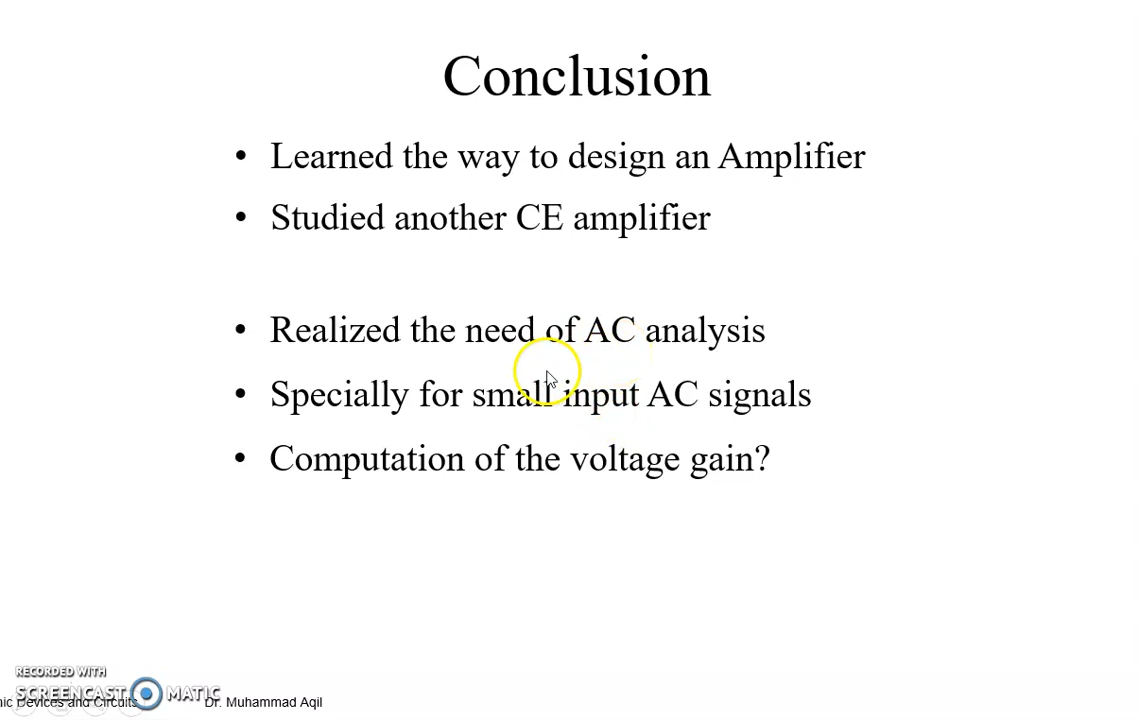 Conclusion
• Learned the way to design an Amplifier
• Studied another CE amplifier
• Realized the need of AC analysis
• Specially for small input AC signals
• Computation of the voltage gain?
RECORDED WITH
SCREENCAST MATIC
Devices and Circuits Dr. Muhammad Aqil